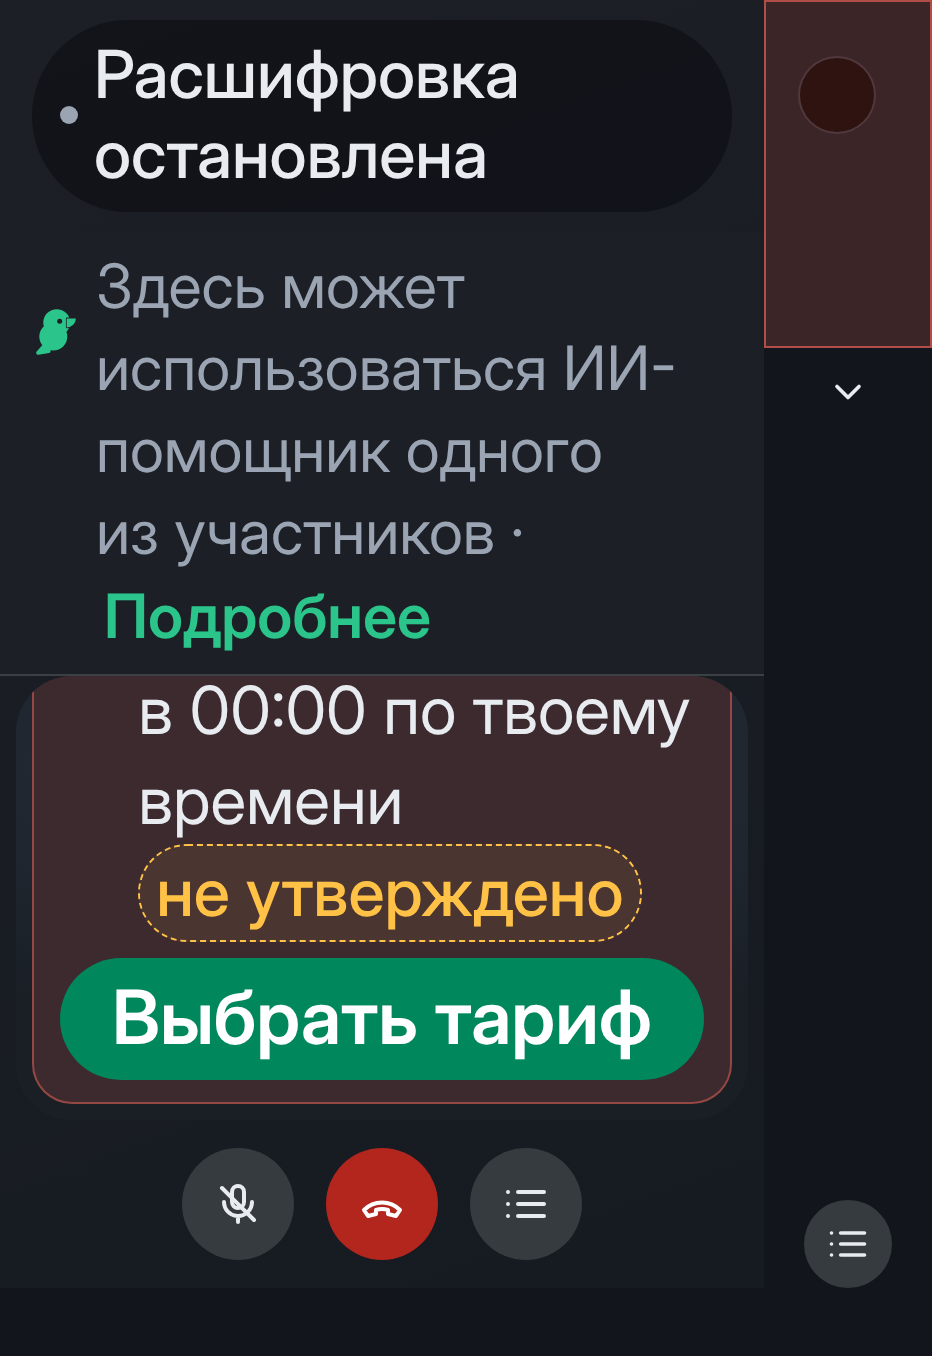 Расшифровка
остановлена
Здесь может
использоваться ИИ-
помощник одного
из участников ·
Подробнее
в 00:00 по твоему
времени
не утверждено
Выбрать тариф